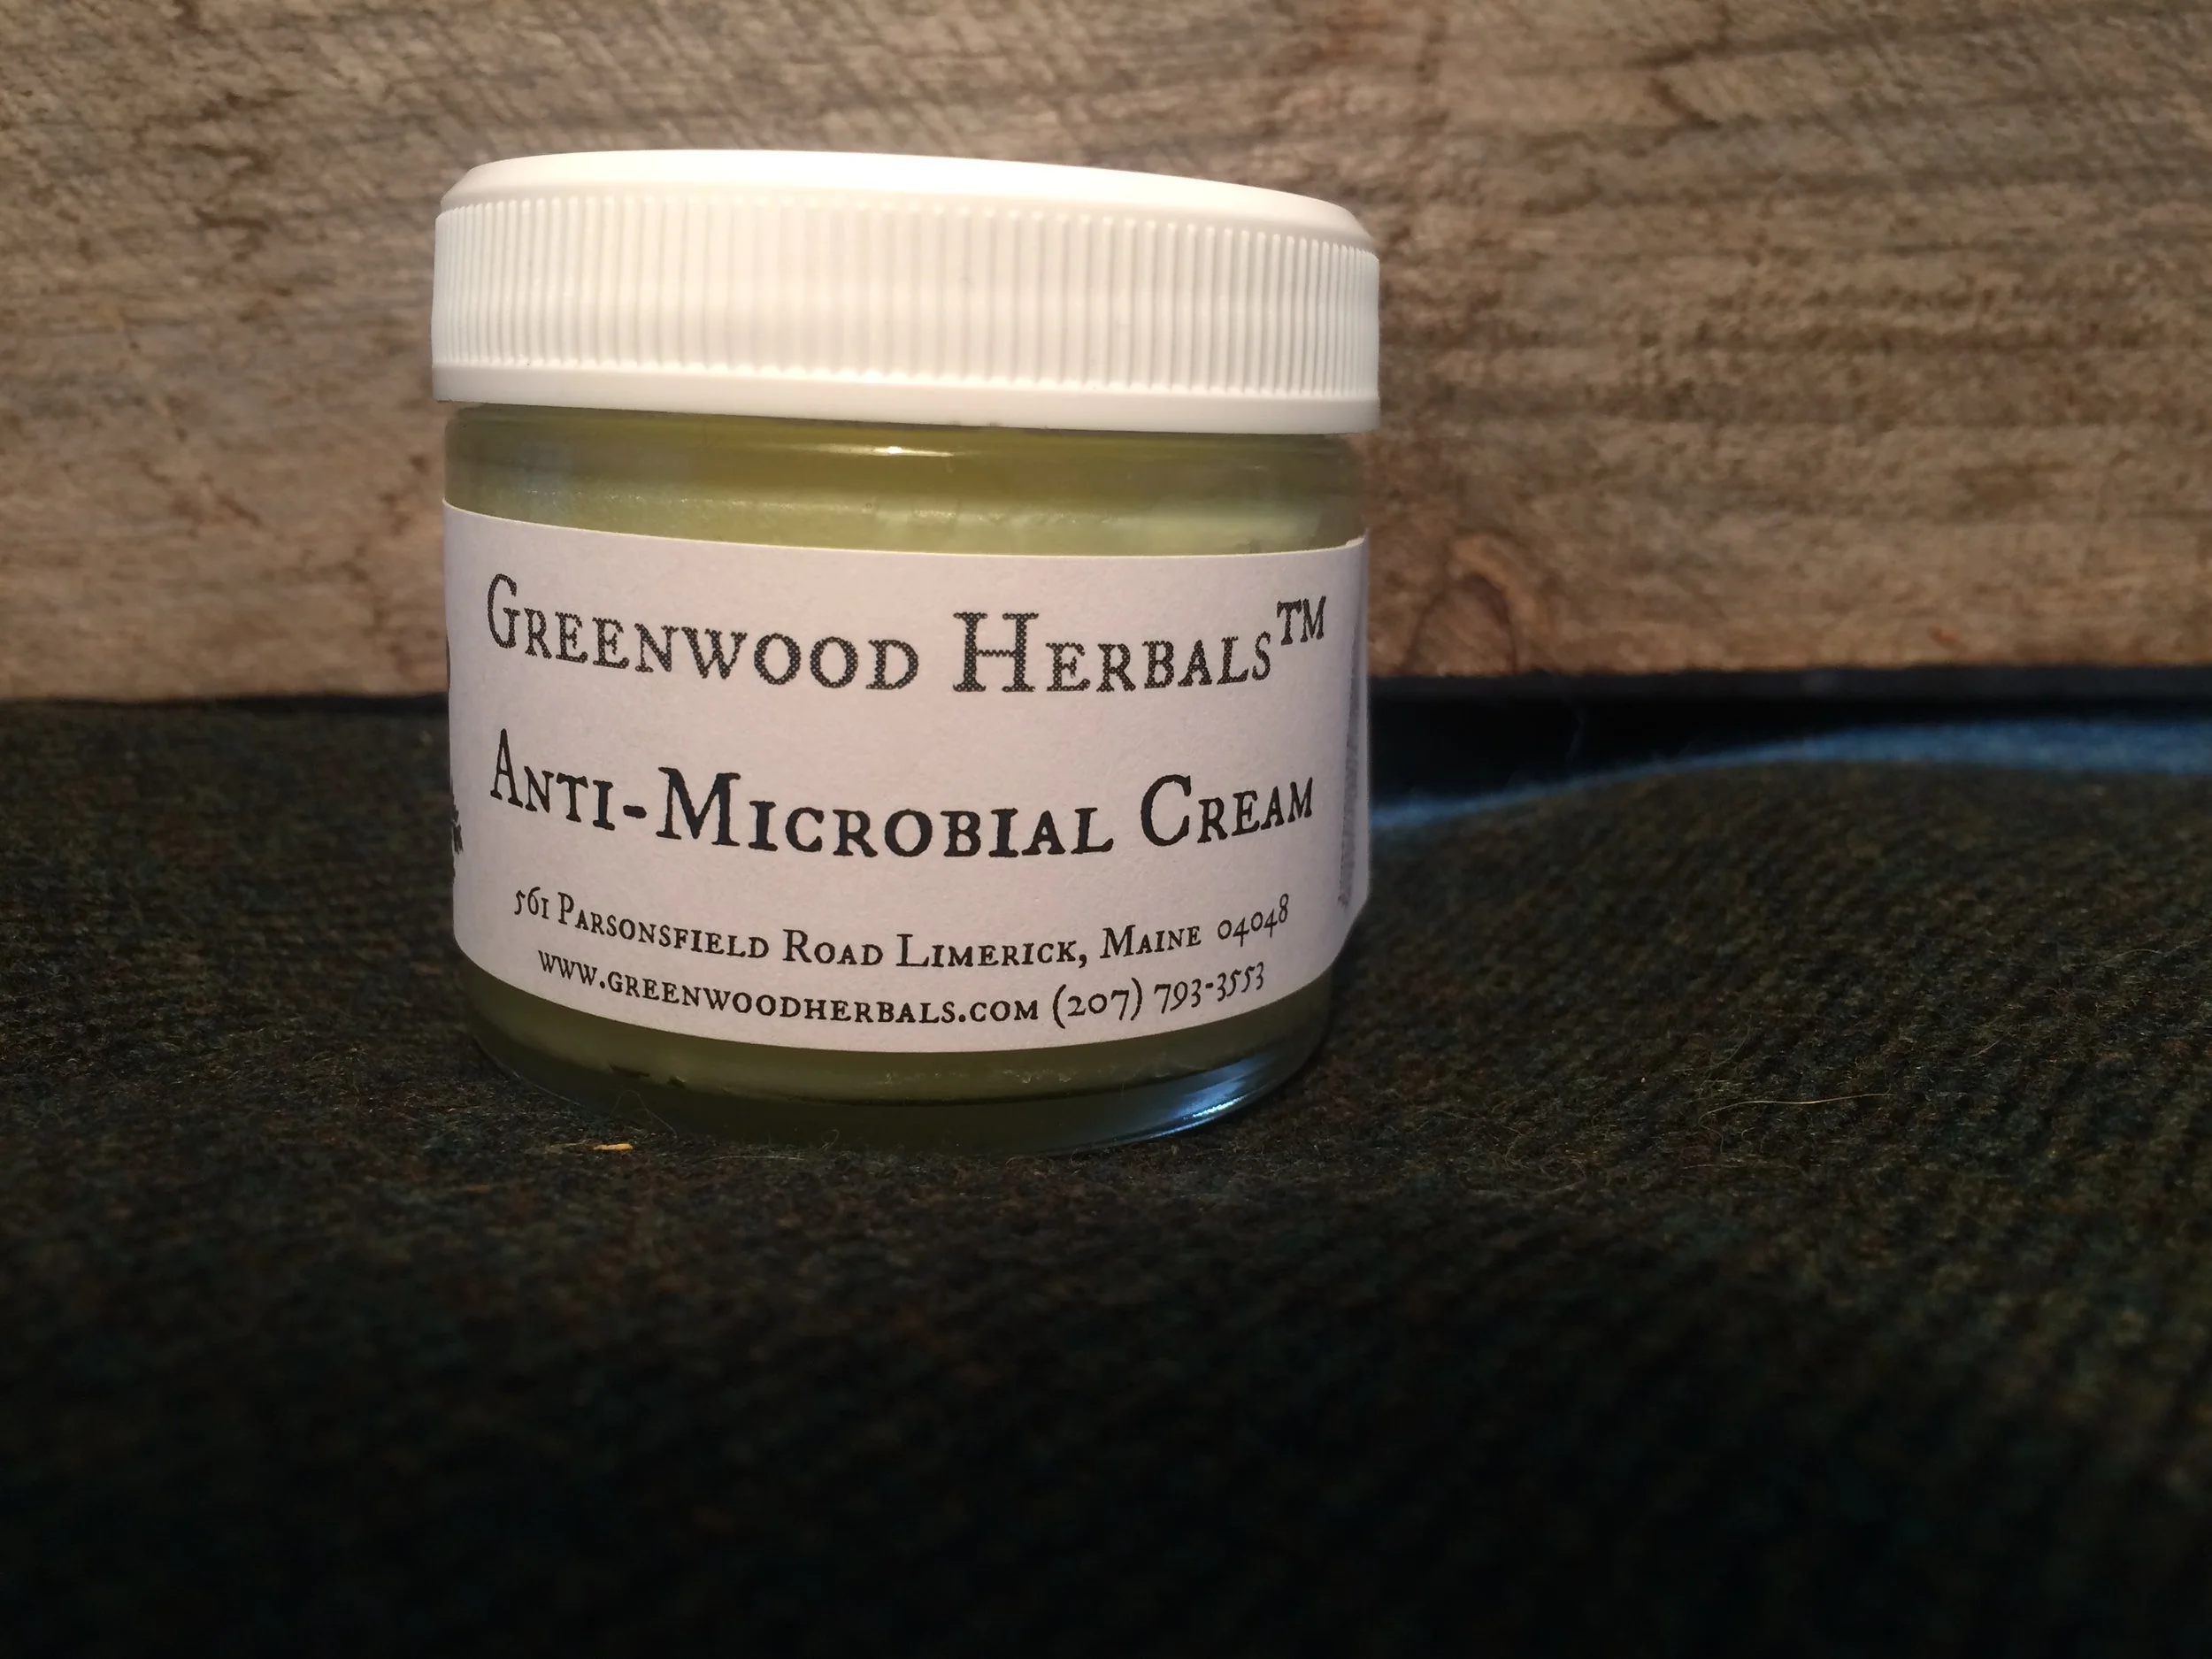 Greenwood Herbals™
Anti-Microbial Cream
561 Parsonsfield Road Limerick, Maine 04048
www.greenwoodherbals.com (207) 793-3553